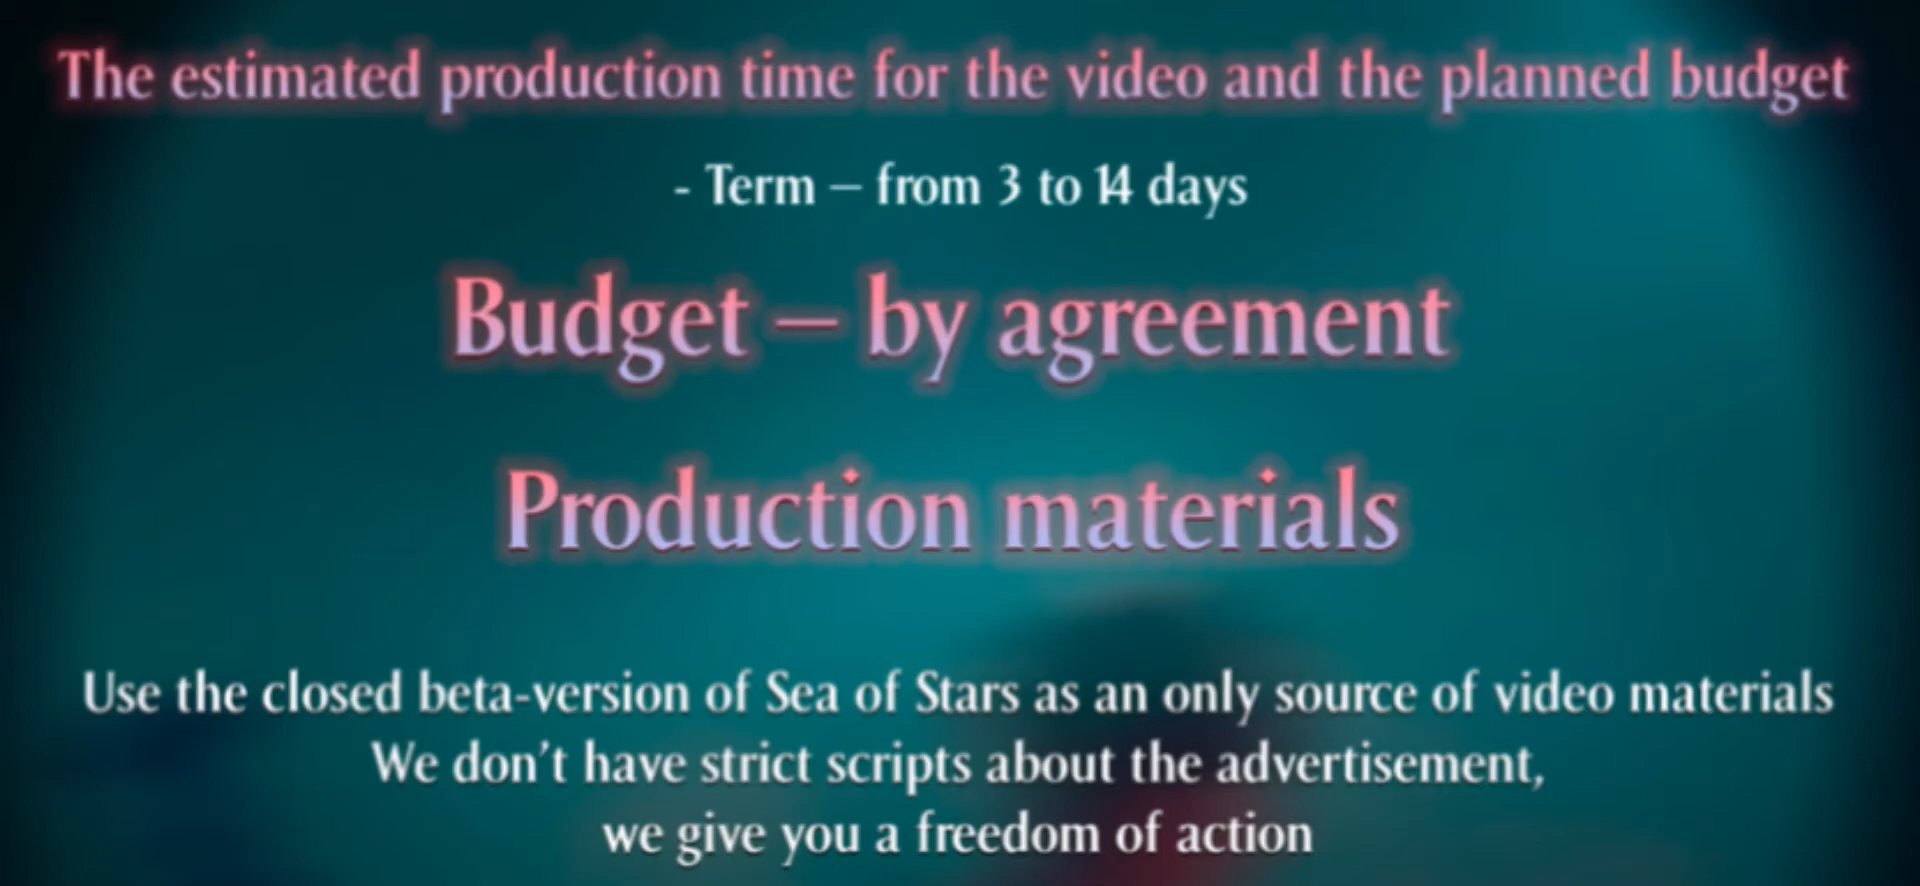 The estimated production time for the video and the planned budget
- Term – from 3 to 14 days
Budget – by agreement
Production materials
Use the closed beta-version of Sea of Stars as an only source of video materials
We don’t have strict scripts about the advertisement,
we give you a freedom of action